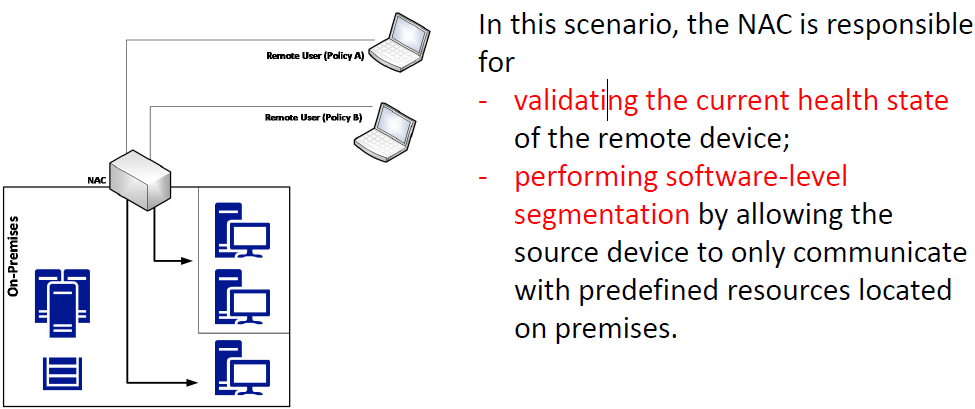 Remote User (Policy A)
Remote User (Policy B)
NAC
On-Premises
In this scenario, the NAC is responsible
for
- validating the current health state
of the remote device;
- performing software-level
segmentation by allowing the
source device to only communicate
with predefined resources located
on premises.